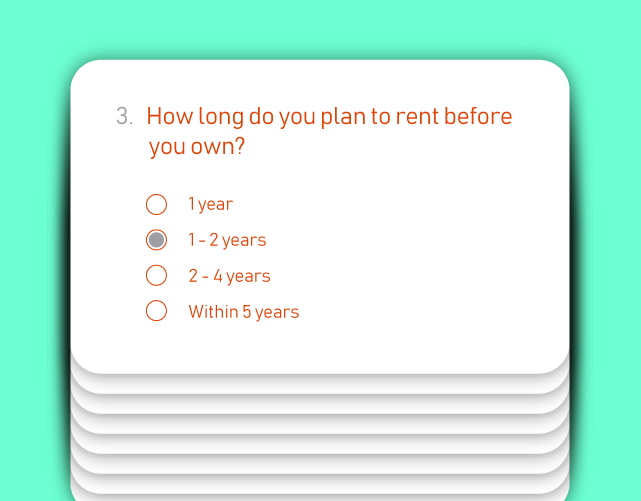 3. How long do you plan to rent before
you own?
1 year
1 - 2 years
2 - 4 years
Within 5 years